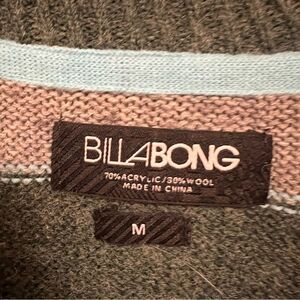 BILLABONG
70% ACRYLIC/30% WOOL
MADE IN CHINA
M